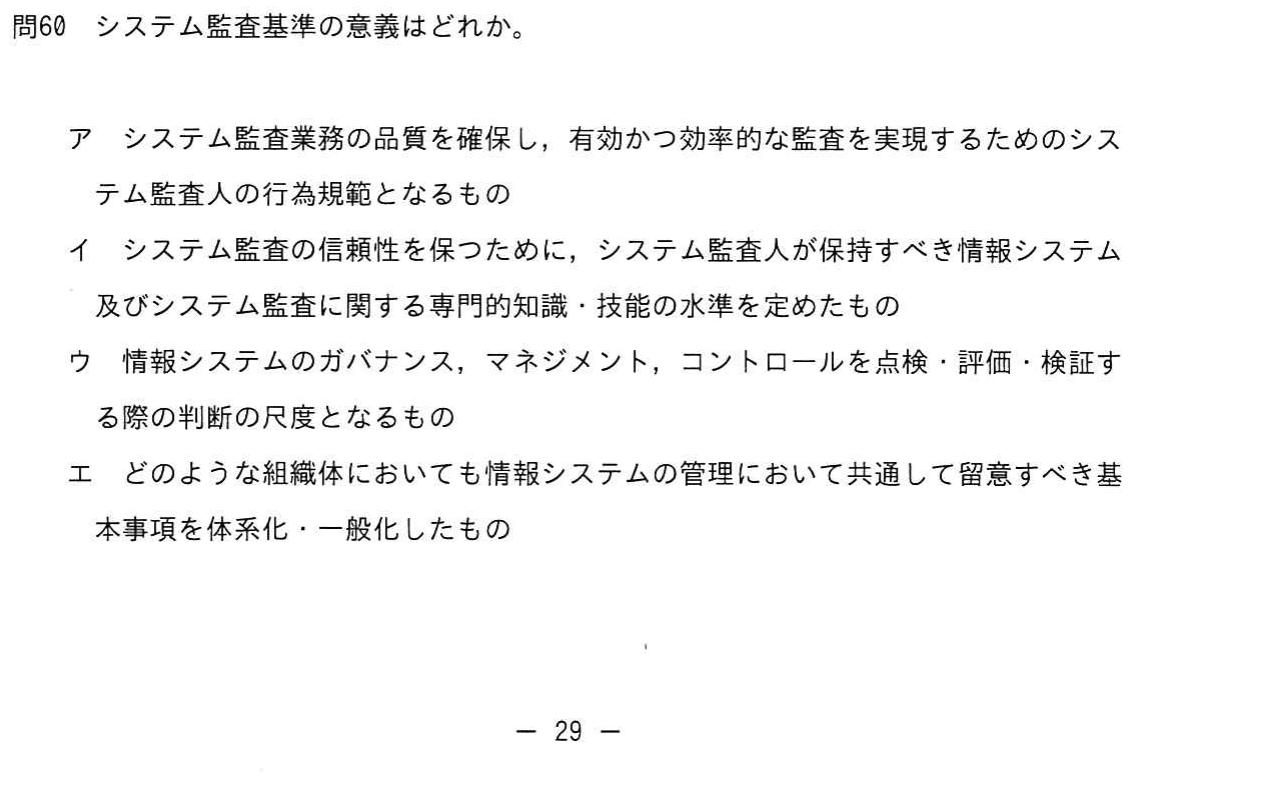 問60　システム監査基準の意義はどれか。
ア　システム監査業務の品質を確保し，有効かつ効率的な監査を実現するためのシス
テム監査人の行為規範となるもの
イ　システム監査の信頼性を保つために，システム監査人が保持すべき情報システム
及びシステム監査に関する専門的知識・技能の水準を定めたもの
ウ　情報システムのガバナンス，マネジメント，コントロールを点検・評価・検証す
る際の判断の尺度となるもの
エ　どのような組織体においても情報システムの管理において共通して留意すべき基
本事項を体系化・一般化したもの
― 29 ―